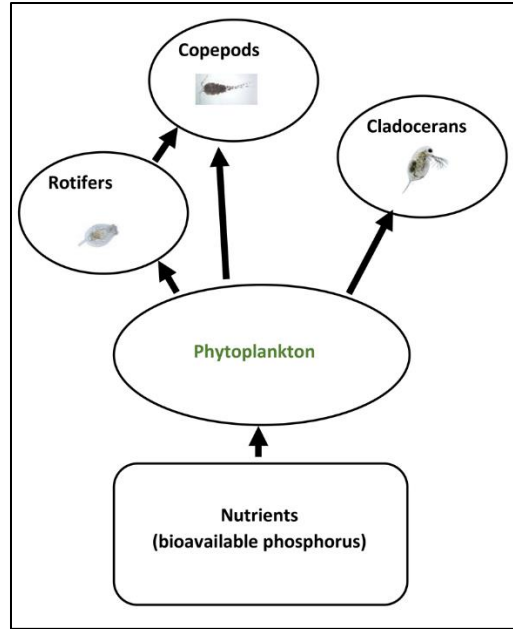 Copepods
Cladocerans
Rotifers
Phytoplankton
Nutrients
(bioavailable phosphorus)